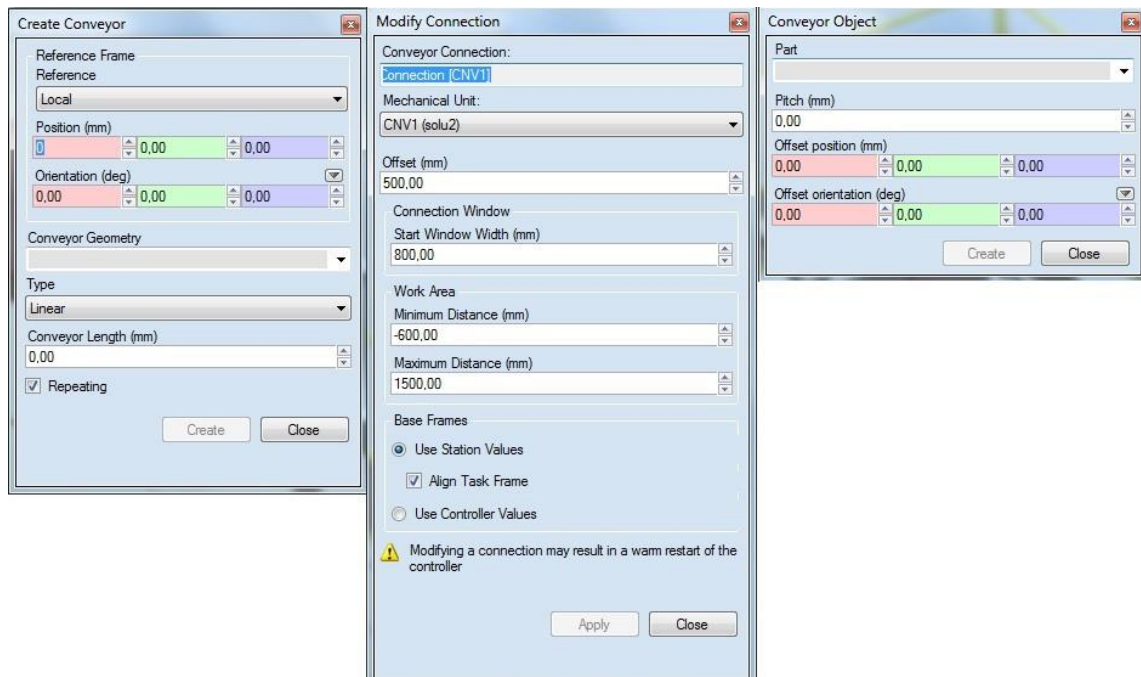 Create Conveyor
Reference Frame
Reference
Local
Position (mm)
0 0,00 0,00
Orientation (deg)
0,00 0,00 0,00
Conveyor Geometry
Type
Linear
Conveyor Length (mm)
0,00
Repeating
Create Close
Modify Connection
Conveyor Connection:
Connection [CNV1]
Mechanical Unit:
CNV1 (solu2)
Offset (mm)
500,00
Connection Window
Start Window Width (mm)
800,00
Work Area
Minimum Distance (mm)
-600,00
Maximum Distance (mm)
1500,00
Base Frames
Use Station Values
Align Task Frame
Use Controller Values
Modifying a connection may result in a warm restart of the
controller
Apply Close
Conveyor Object
Part
Pitch (mm)
0,00
Offset position (mm)
0,00 0,00 0,00
Offset orientation (deg)
0,00 0,00 0,00
Create Close